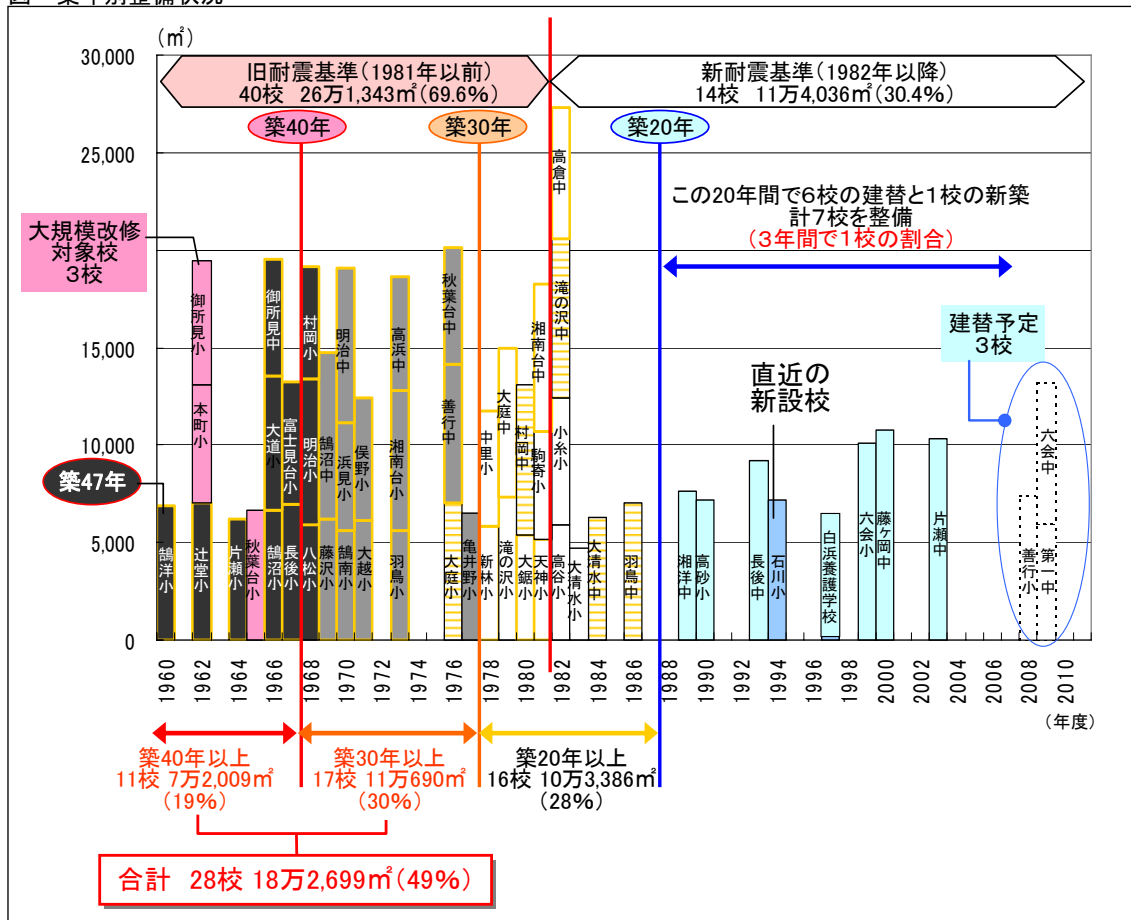 図　築年別整備状況
（㎡）
30,000
25,000
20,000
15,000
10,000
5,000
0
旧耐震基準（1981年以前）
40校 26万1,343㎡（69.6%）
新耐震基準（1982年以降）
14校 11万4,036㎡（30.4%）
築40年
築30年
築20年
この20年間で6校の建替と1校の新築
計7校を整備
（3年間で1校の割合）
大規模改修
対象校
3校
建替予定
3校
直近の
新設校
築47年
鵠洋小
御所見小
本町小
辻堂小
片瀬小
秋葉台小
御所見中
大道小
鵠沼小
富士見台小
長後小
村岡小
明治小
八松小
鵠沼中
藤沢小
明治中
浜見小
鵠南小
俣野小
大越小
高浜中
湘南台小
羽鳥小
秋葉台中
善行中
大庭小
亀井野小
中里小
新林小
大庭中
滝の沢小
村岡中
大鋸小
湘南台中
駒寄小
天神小
高倉中
滝の沢中
小糸小
高谷小
大清水小
大清水中
羽鳥中
湘洋中
高砂小
長後中
石川小
白浜養護学校
六会小
藤ヶ岡中
片瀬中
善行小
六会中
第一中
1960
1962
1964
1966
1968
1970
1972
1974
1976
1978
1980
1982
1984
1986
1988
1990
1992
1994
1996
1998
2000
2002
2004
2006
2008
2010
（年度）
築40年以上
11校 7万2,009㎡
（19%）
築30年以上
17校 11万690㎡
（30%）
築20年以上
16校 10万3,386㎡
（28%）
合計　28校 18万2,699㎡（49%）